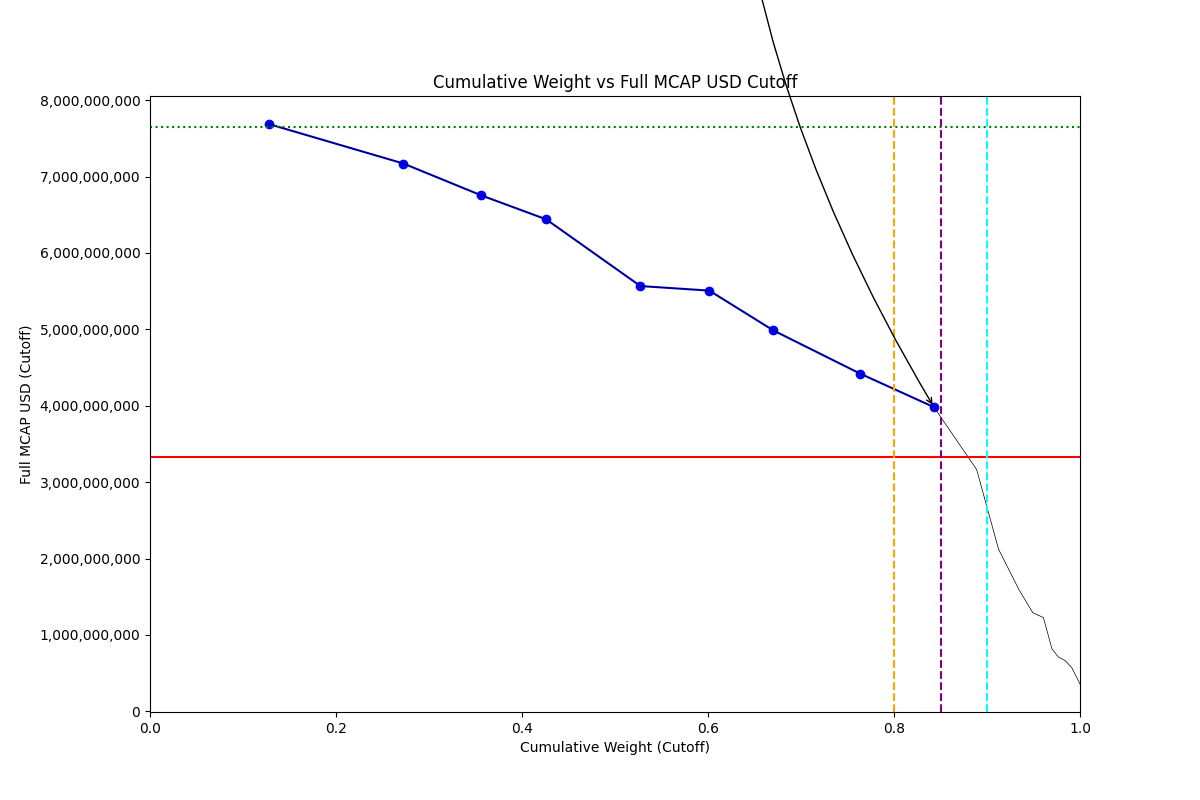 Cumulative Weight vs Full MCAP USD Cutoff
8,000,000,000
7,000,000,000
6,000,000,000
5,000,000,000
4,000,000,000
3,000,000,000
2,000,000,000
1,000,000,000
0
Full MCAP USD (Cutoff)
0.0 0.2 0.4 0.6 0.8 1.0
Cumulative Weight (Cutoff)